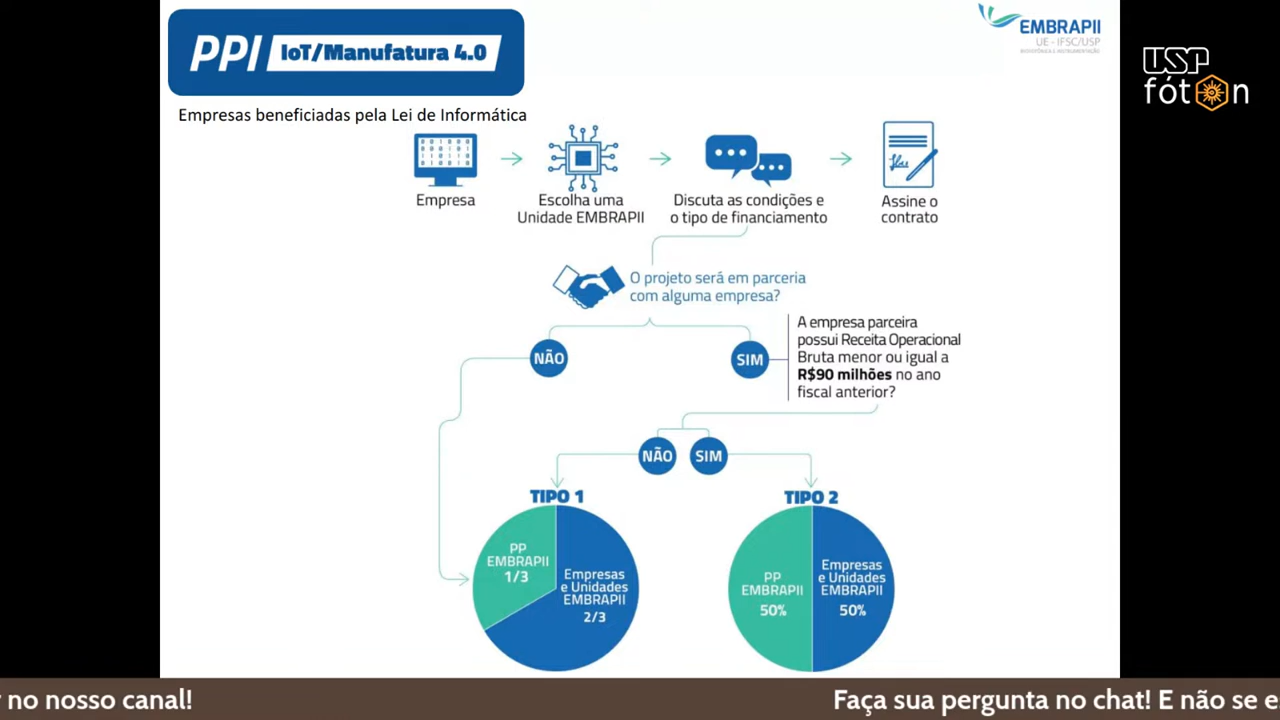 PPI IoT/Manufatura 4.0
EMBRAPII
UE - IFSC/USP
USP
fóton
Empresas beneficiadas pela Lei de Informática
Empresa
Escolha uma
Unidade EMBRAPII
Discuta as condições e
o tipo de financiamento
Assine o
contrato
O projeto será em parceria
com alguma empresa?
NÃO
SIM
A empresa parceira
possui Receita Operacional
Bruta menor ou igual a
R$90 milhões no ano
fiscal anterior?
NÃO
SIM
TIPO 1
PP
EMBRAPII
1/3
Empresas
e Unidades
EMBRAPII
2/3
TIPO 2
PP
EMBRAPII
50%
Empresas
e Unidades
EMBRAPII
50%
r no nosso canal!
Faça sua pergunta no chat! E não se e